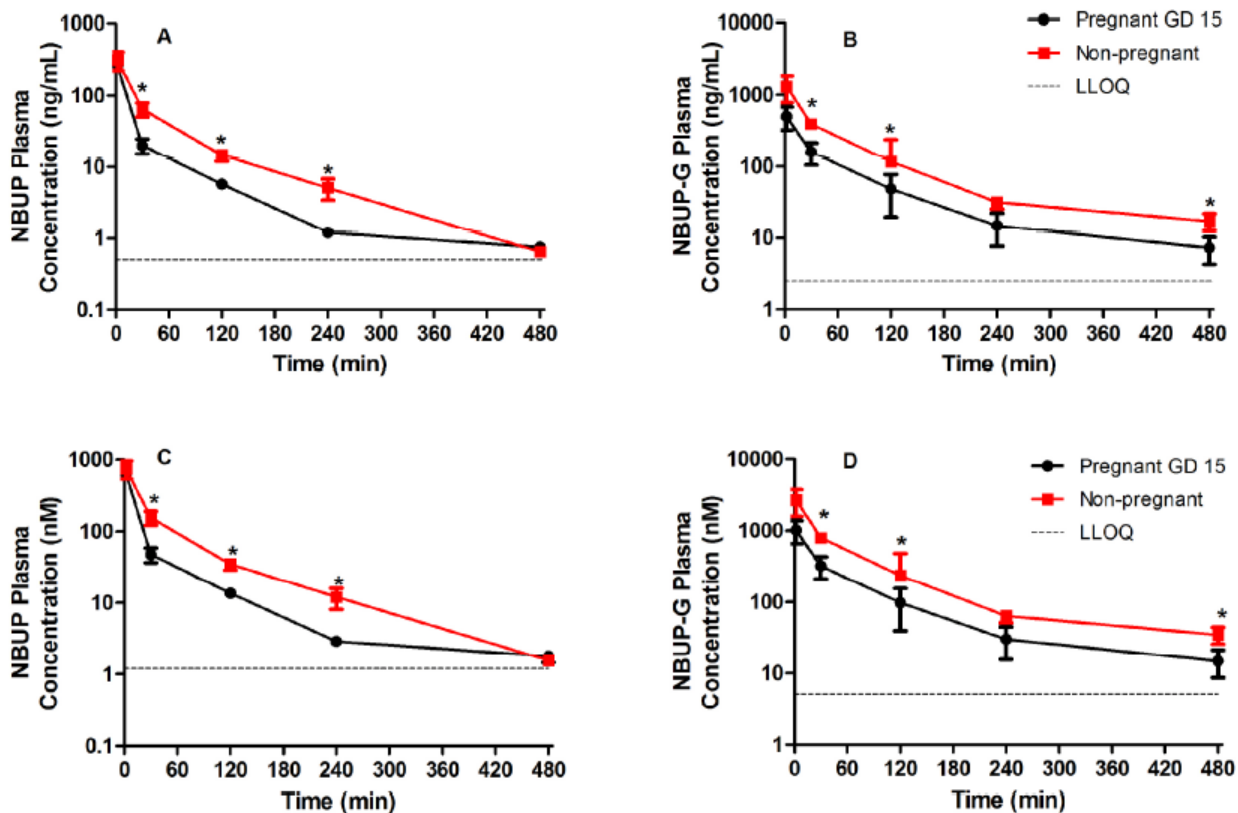 A
NBUP Plasma
Concentration (ng/mL)
1000
100
10
1
0.1
*
*
*
0 60 120 180 240 300 360 420 480
Time (min)
B
NBUP-G Plasma
Concentration (ng/mL)
10000
1000
100
10
1
*
*
*
0 60 120 180 240 300 360 420 480
Time (min)
Pregnant GD 15
Non-pregnant
LLOQ
C
NBUP Plasma
Concentration (nM)
1000
100
10
1
0.1
*
*
*
0 60 120 180 240 300 360 420 480
Time (min)
D
NBUP-G Plasma
Concentration (nM)
10000
1000
100
10
1
*
*
*
0 60 120 180 240 300 360 420 480
Time (min)
Pregnant GD 15
Non-pregnant
LLOQ